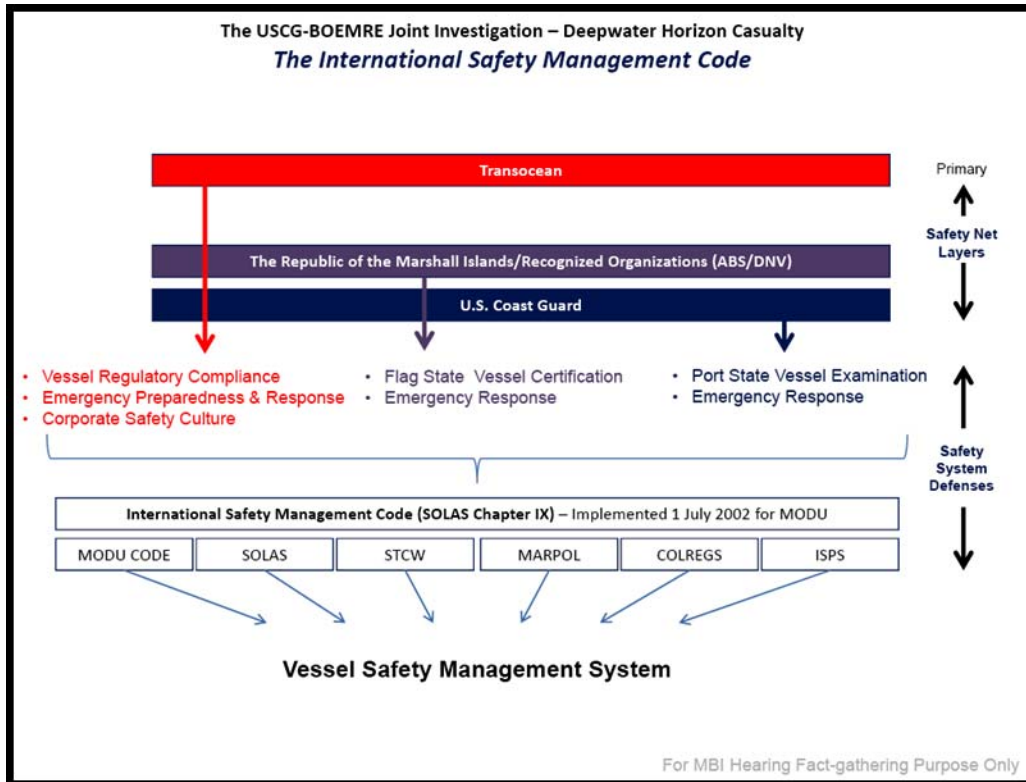 The USCG-BOEMRE Joint Investigation – Deepwater Horizon Casualty
The International Safety Management Code
Transocean
Primary
Safety Net
Layers
The Republic of the Marshall Islands/Recognized Organizations (ABS/DNV)
U.S. Coast Guard
• Vessel Regulatory Compliance
• Emergency Preparedness & Response
• Corporate Safety Culture
• Flag State Vessel Certification
• Emergency Response
• Port State Vessel Examination
• Emergency Response
Safety
System
Defenses
International Safety Management Code (SOLAS Chapter IX) – Implemented 1 July 2002 for MODU
MODU CODE
SOLAS
STCW
MARPOL
COLREGS
ISPS
Vessel Safety Management System
For MBI Hearing Fact-gathering Purpose Only